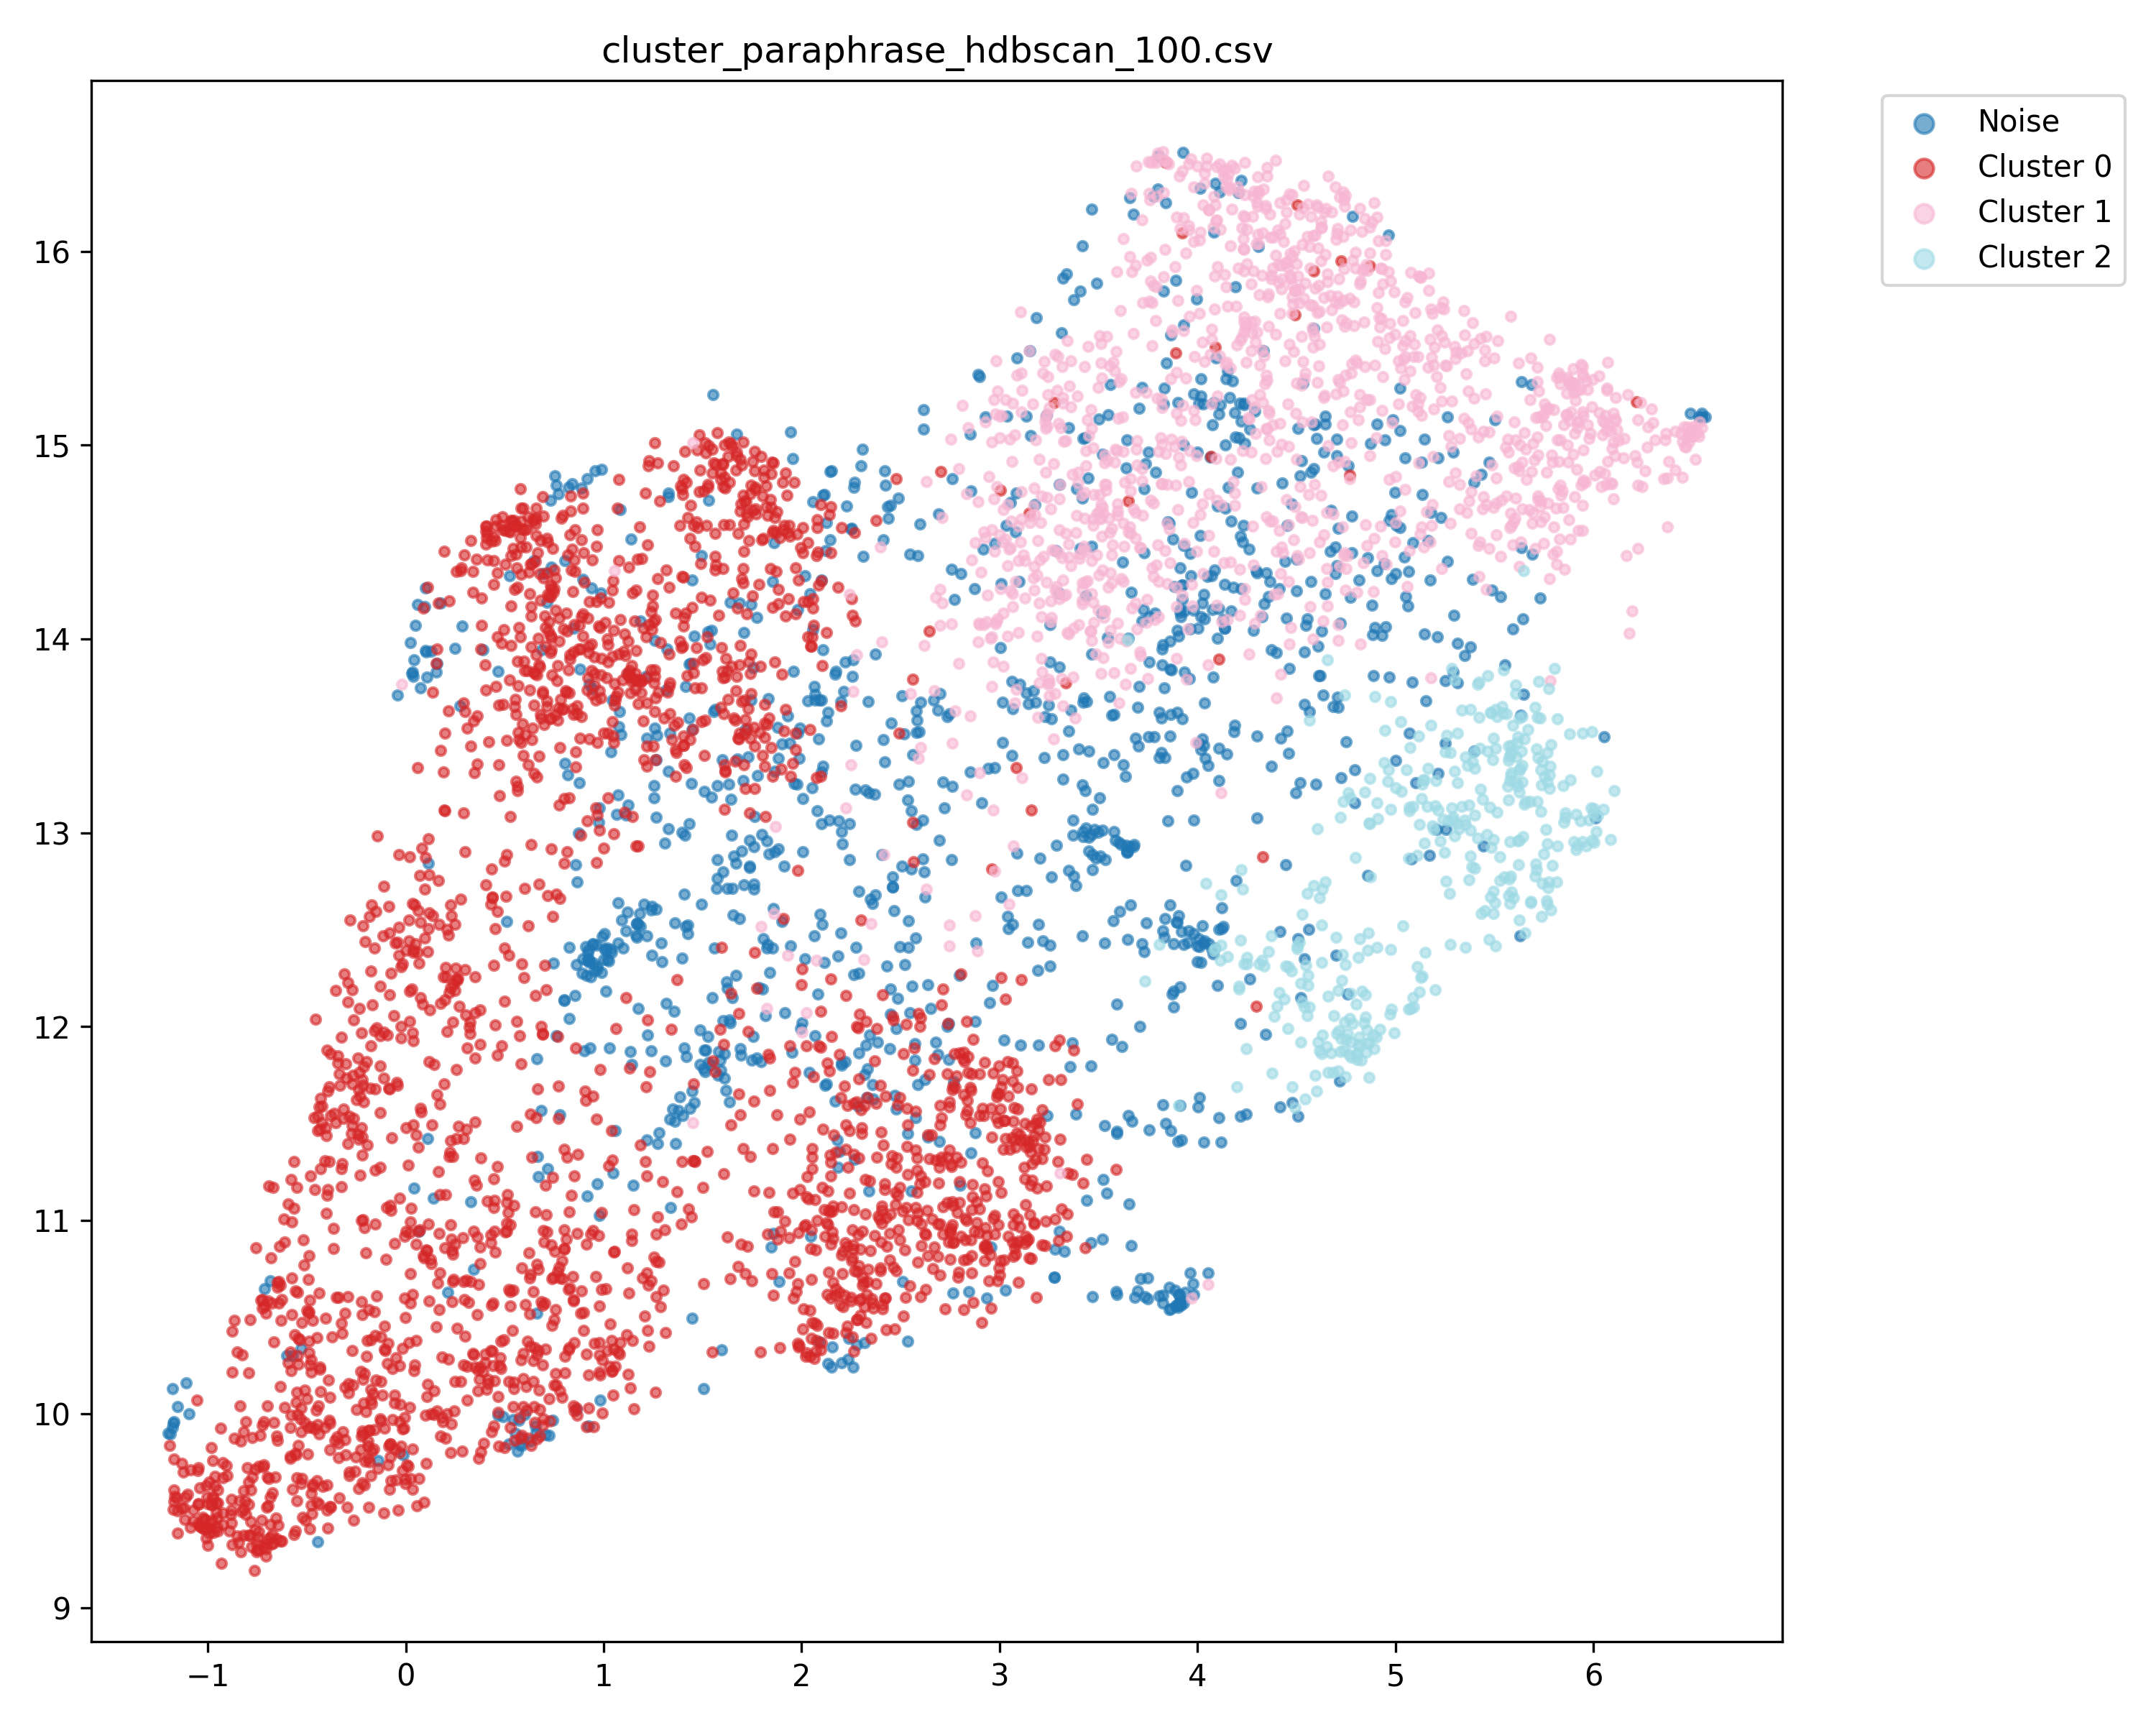 cluster_paraphrase_hdbscan_100.csv
Noise
Cluster 0
Cluster 1
Cluster 2
16
15
14
13
12
11
10
9
−1 0 1 2 3 4 5 6